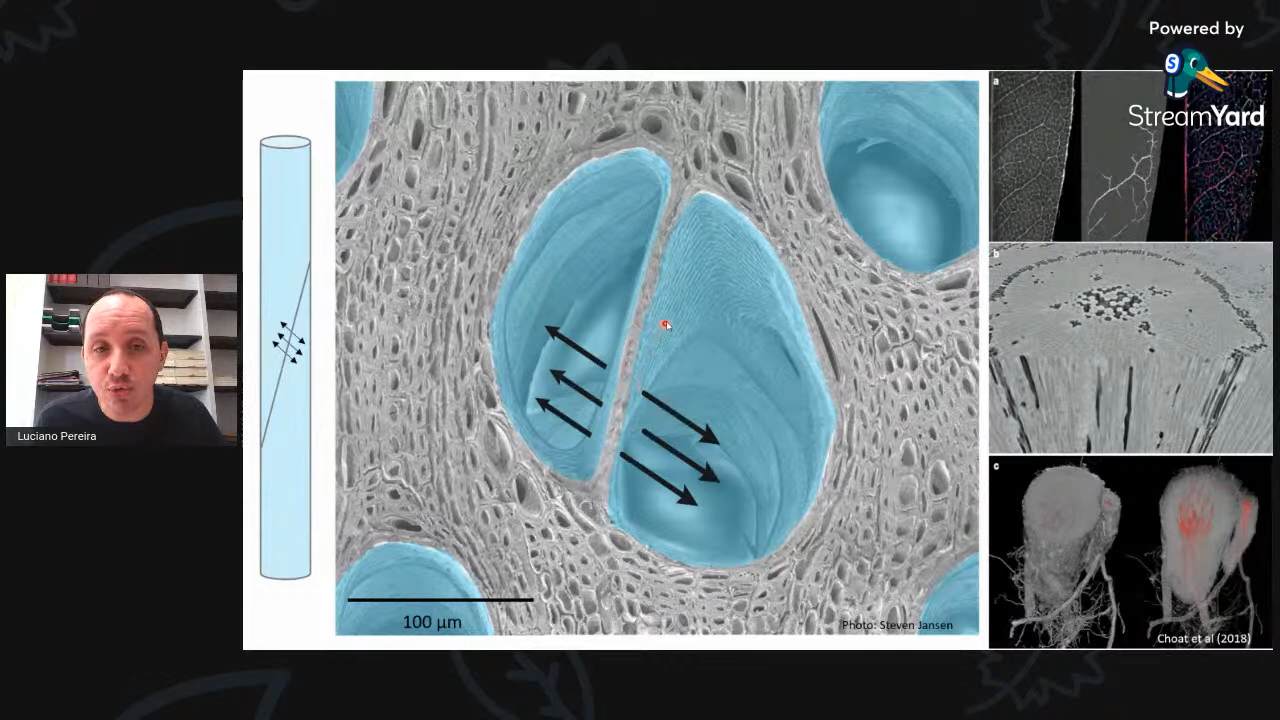 Powered by
StreamYard
S
a
b
c
Luciano Pereira
100 µm
Photo: Steven Jansen
Choat et al (2018)